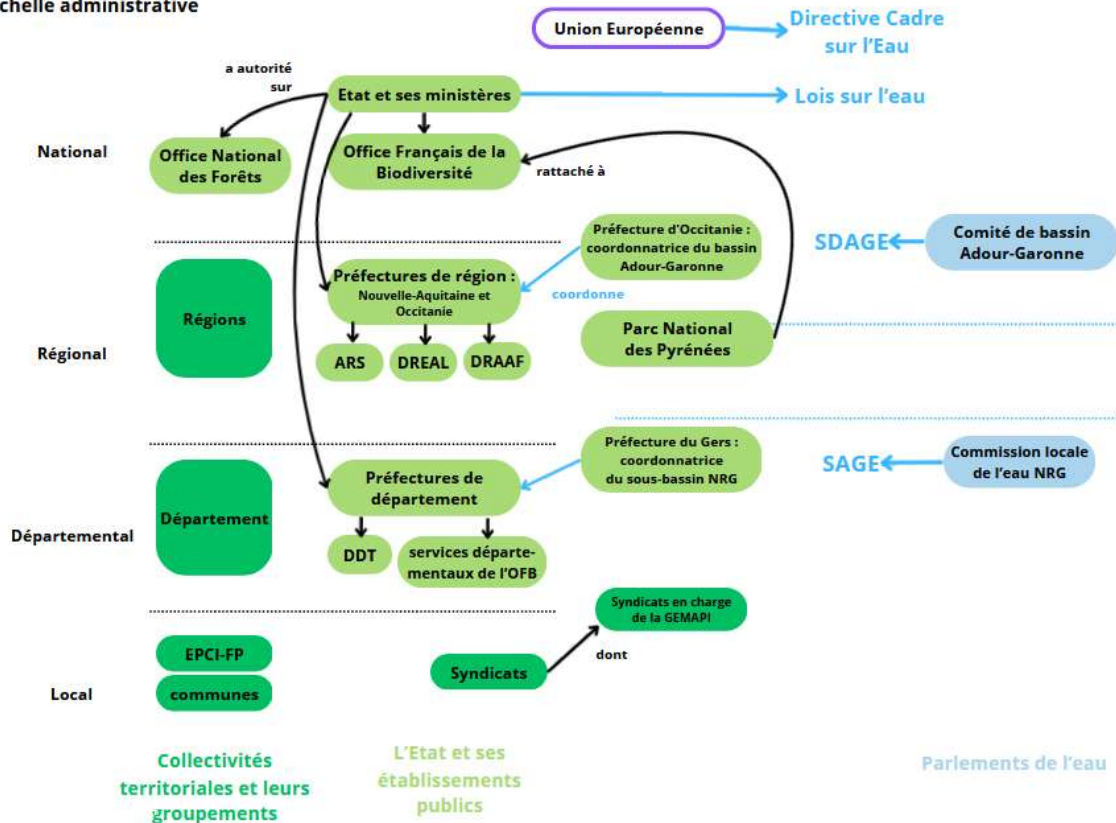 chelle administrative
Union Européenne
Directive Cadre
sur l'Eau
a autorité
sur
Etat et ses ministères
Lois sur l'eau
National
Office National
des Forêts
Office Français de la
Biodiversité
rattaché à
Préfecture d'Occitanie :
coordonnatrice du bassin
Adour-Garonne
SDAGE
Comité de bassin
Adour-Garonne
Régions
Préfectures de région :
Nouvelle-Aquitaine et
Occitanie
coordonne
Parc National
des Pyrénées
Régional
ARS
DREAL
DRAAF
Préfecture du Gers :
coordonnatrice
du sous-bassin NRG
SAGE
Commission locale
de l'eau NRG
Département
Préfectures de
département
Départemental
DDT
services départe-
mentaux de l'OFB
Syndicats en charge
de la GEMAPI
dont
EPCI-FP
Syndicats
Local
communes
Collectivités
territoriales et leurs
groupements
L'Etat et ses
établissements
publics
Parlements de l'eau